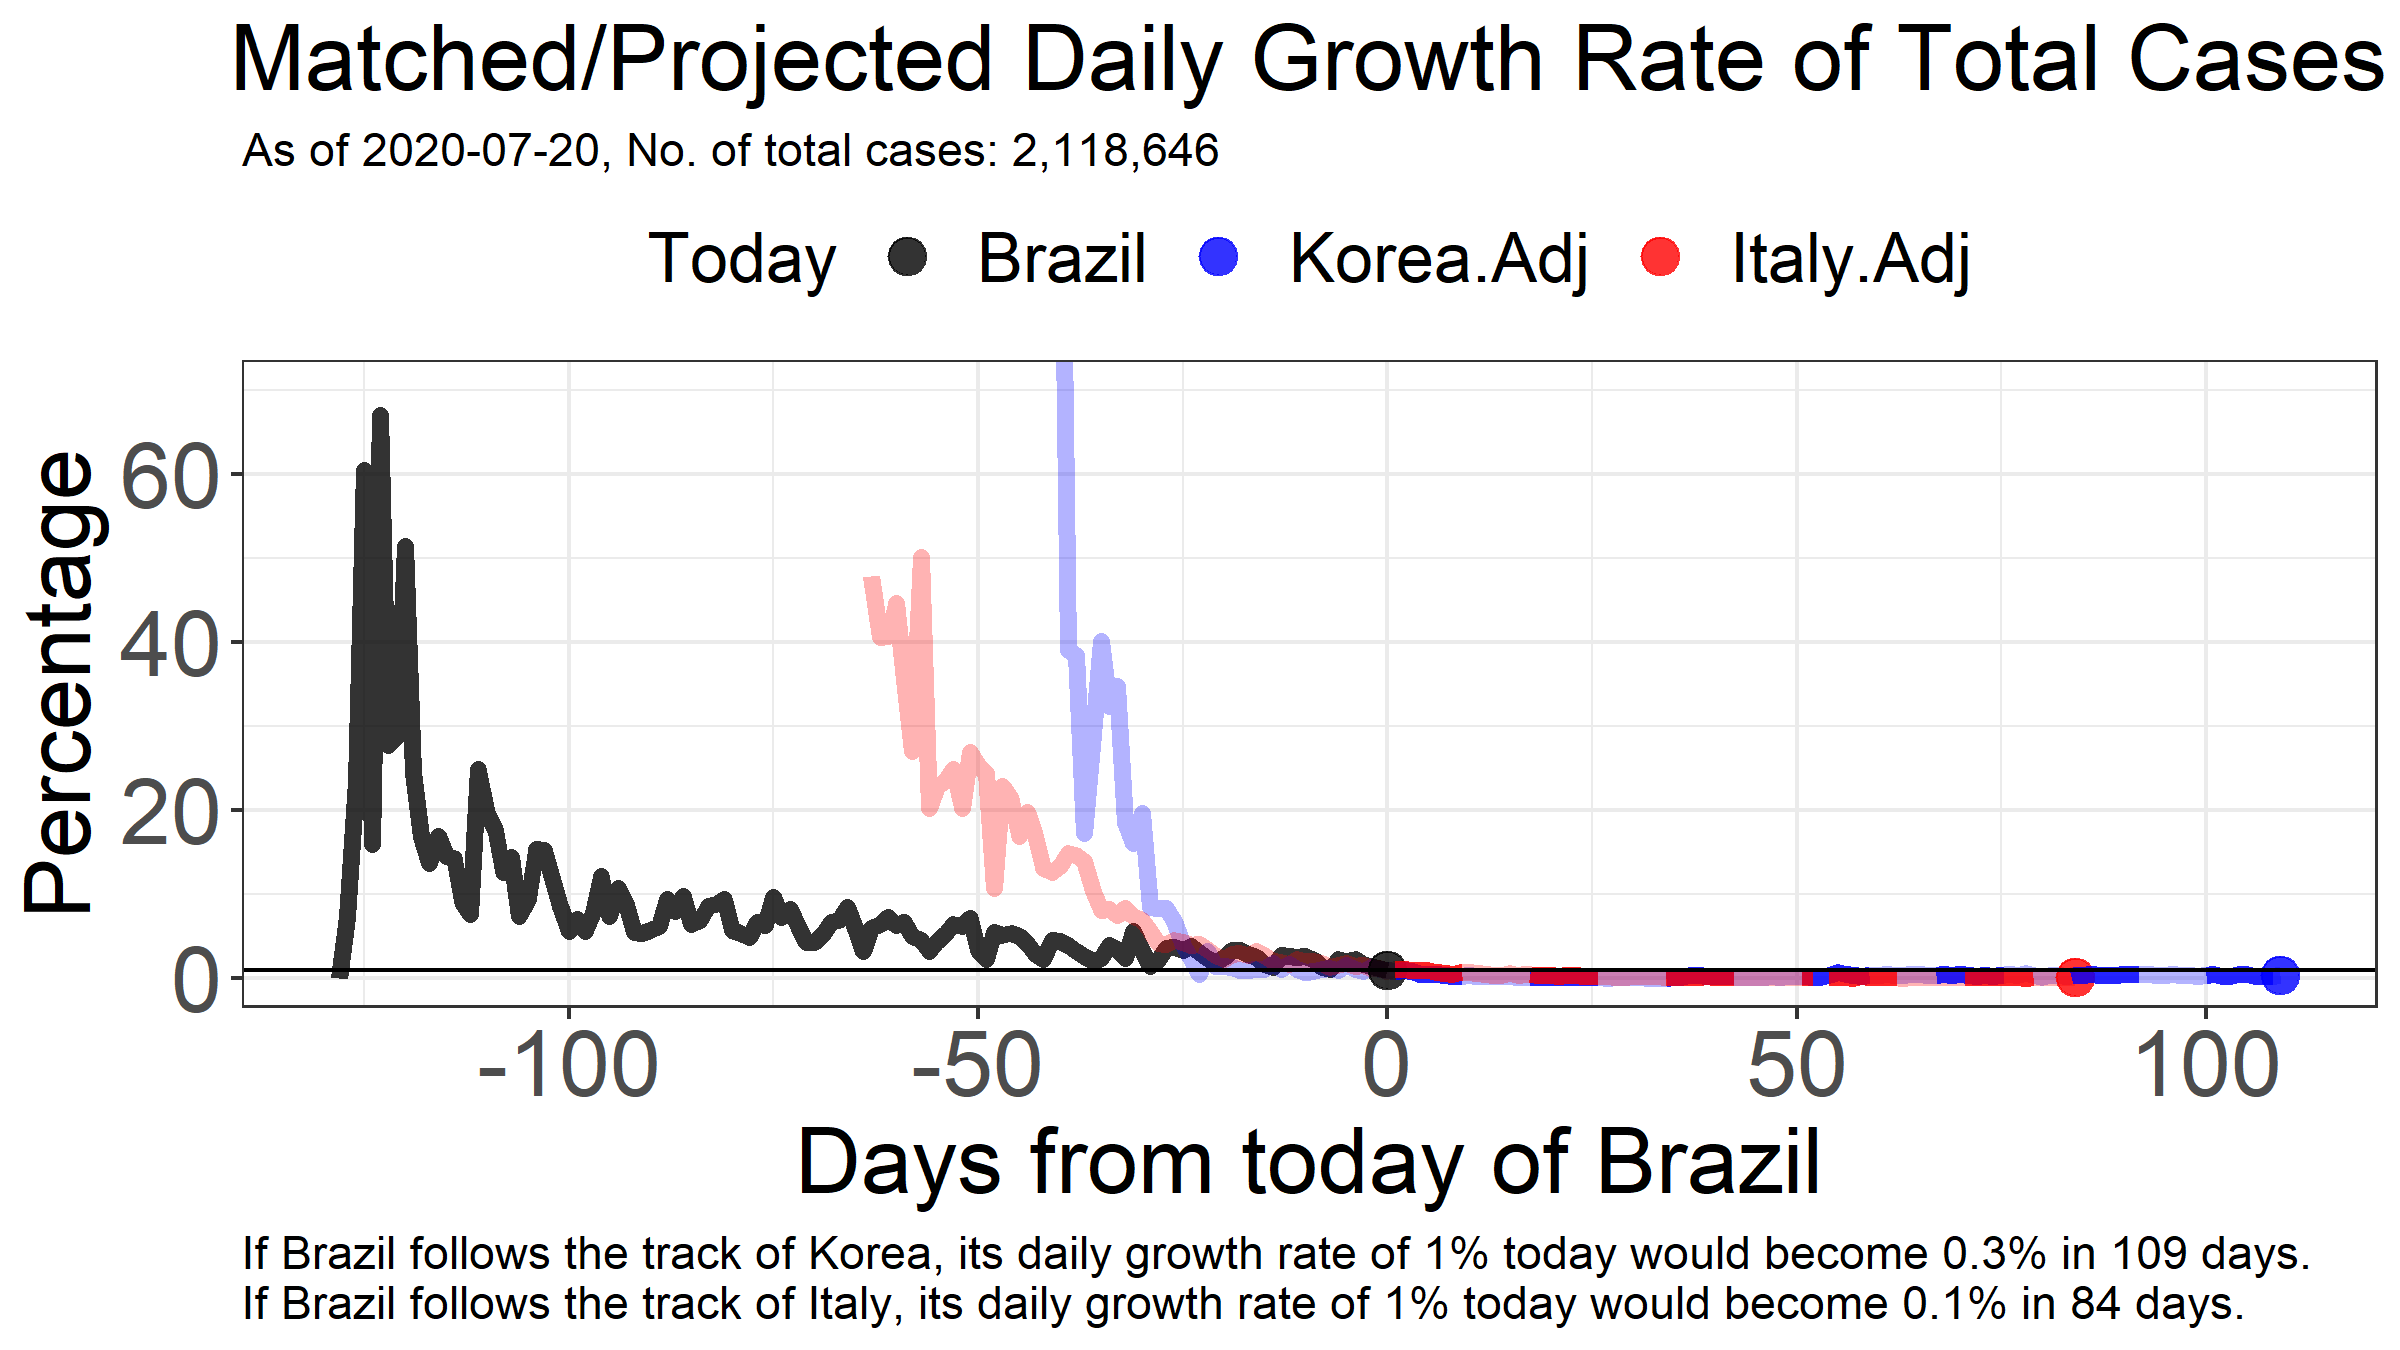 Matched/Projected Daily Growth Rate of Total Cases
As of 2020-07-20, No. of total cases: 2,118,646
Today Brazil Korea.Adj Italy.Adj
Percentage
60
40
20
0
-100 -50 0 50 100
Days from today of Brazil
If Brazil follows the track of Korea, its daily growth rate of 1% today would become 0.3% in 109 days.
If Brazil follows the track of Italy, its daily growth rate of 1% today would become 0.1% in 84 days.